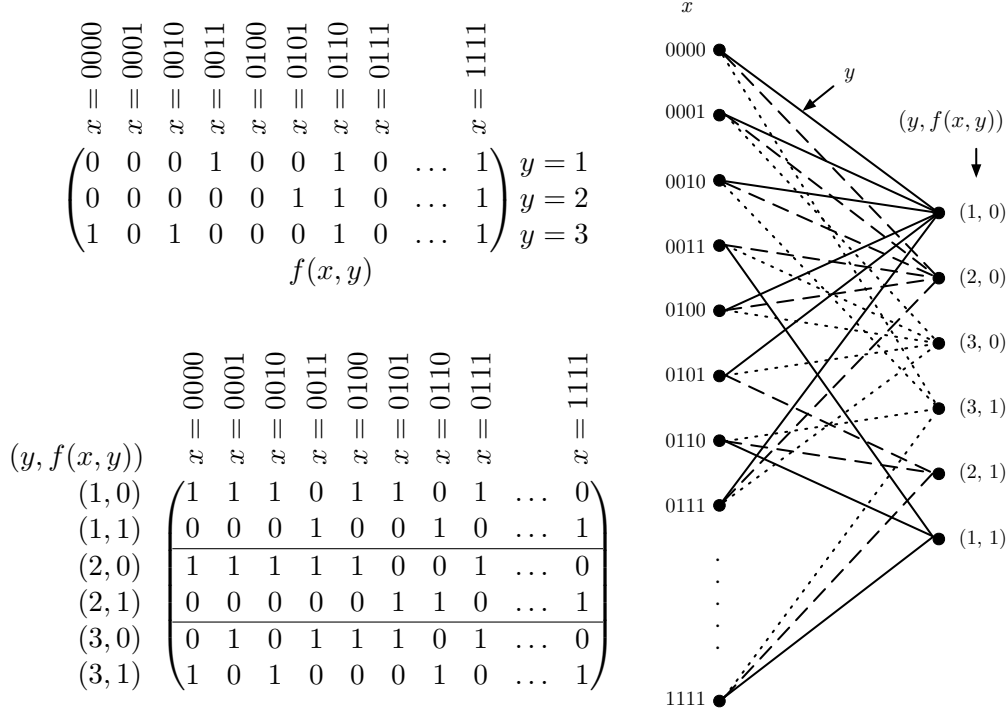 x = 0000 x = 0001 x = 0010 x = 0011 x = 0100 x = 0101 x = 0110 x = 0111 x = 1111
0 0 0 1 0 0 1 0 ... 1 y = 1
0 0 0 0 0 1 1 0 ... 1 y = 2
1 0 1 0 0 0 1 0 ... 1 y = 3
f(x, y)
x = 0000 x = 0001 x = 0010 x = 0011 x = 0100 x = 0101 x = 0110 x = 0111 x = 1111
(y, f(x, y))
(1, 0) 1 1 1 0 1 1 0 1 ... 0
(1, 1) 0 0 0 1 0 0 1 0 ... 1
(2, 0) 1 1 1 1 1 0 0 1 ... 0
(2, 1) 0 0 0 0 0 1 1 0 ... 1
(3, 0) 0 1 0 1 1 1 0 1 ... 0
(3, 1) 1 0 1 0 0 0 1 0 ... 1
x
0000
y
0001
(y, f(x, y))
0010
(1, 0)
0011
(2, 0)
0100
(3, 0)
0101
(3, 1)
0110
(2, 1)
0111
(1, 1)
1111